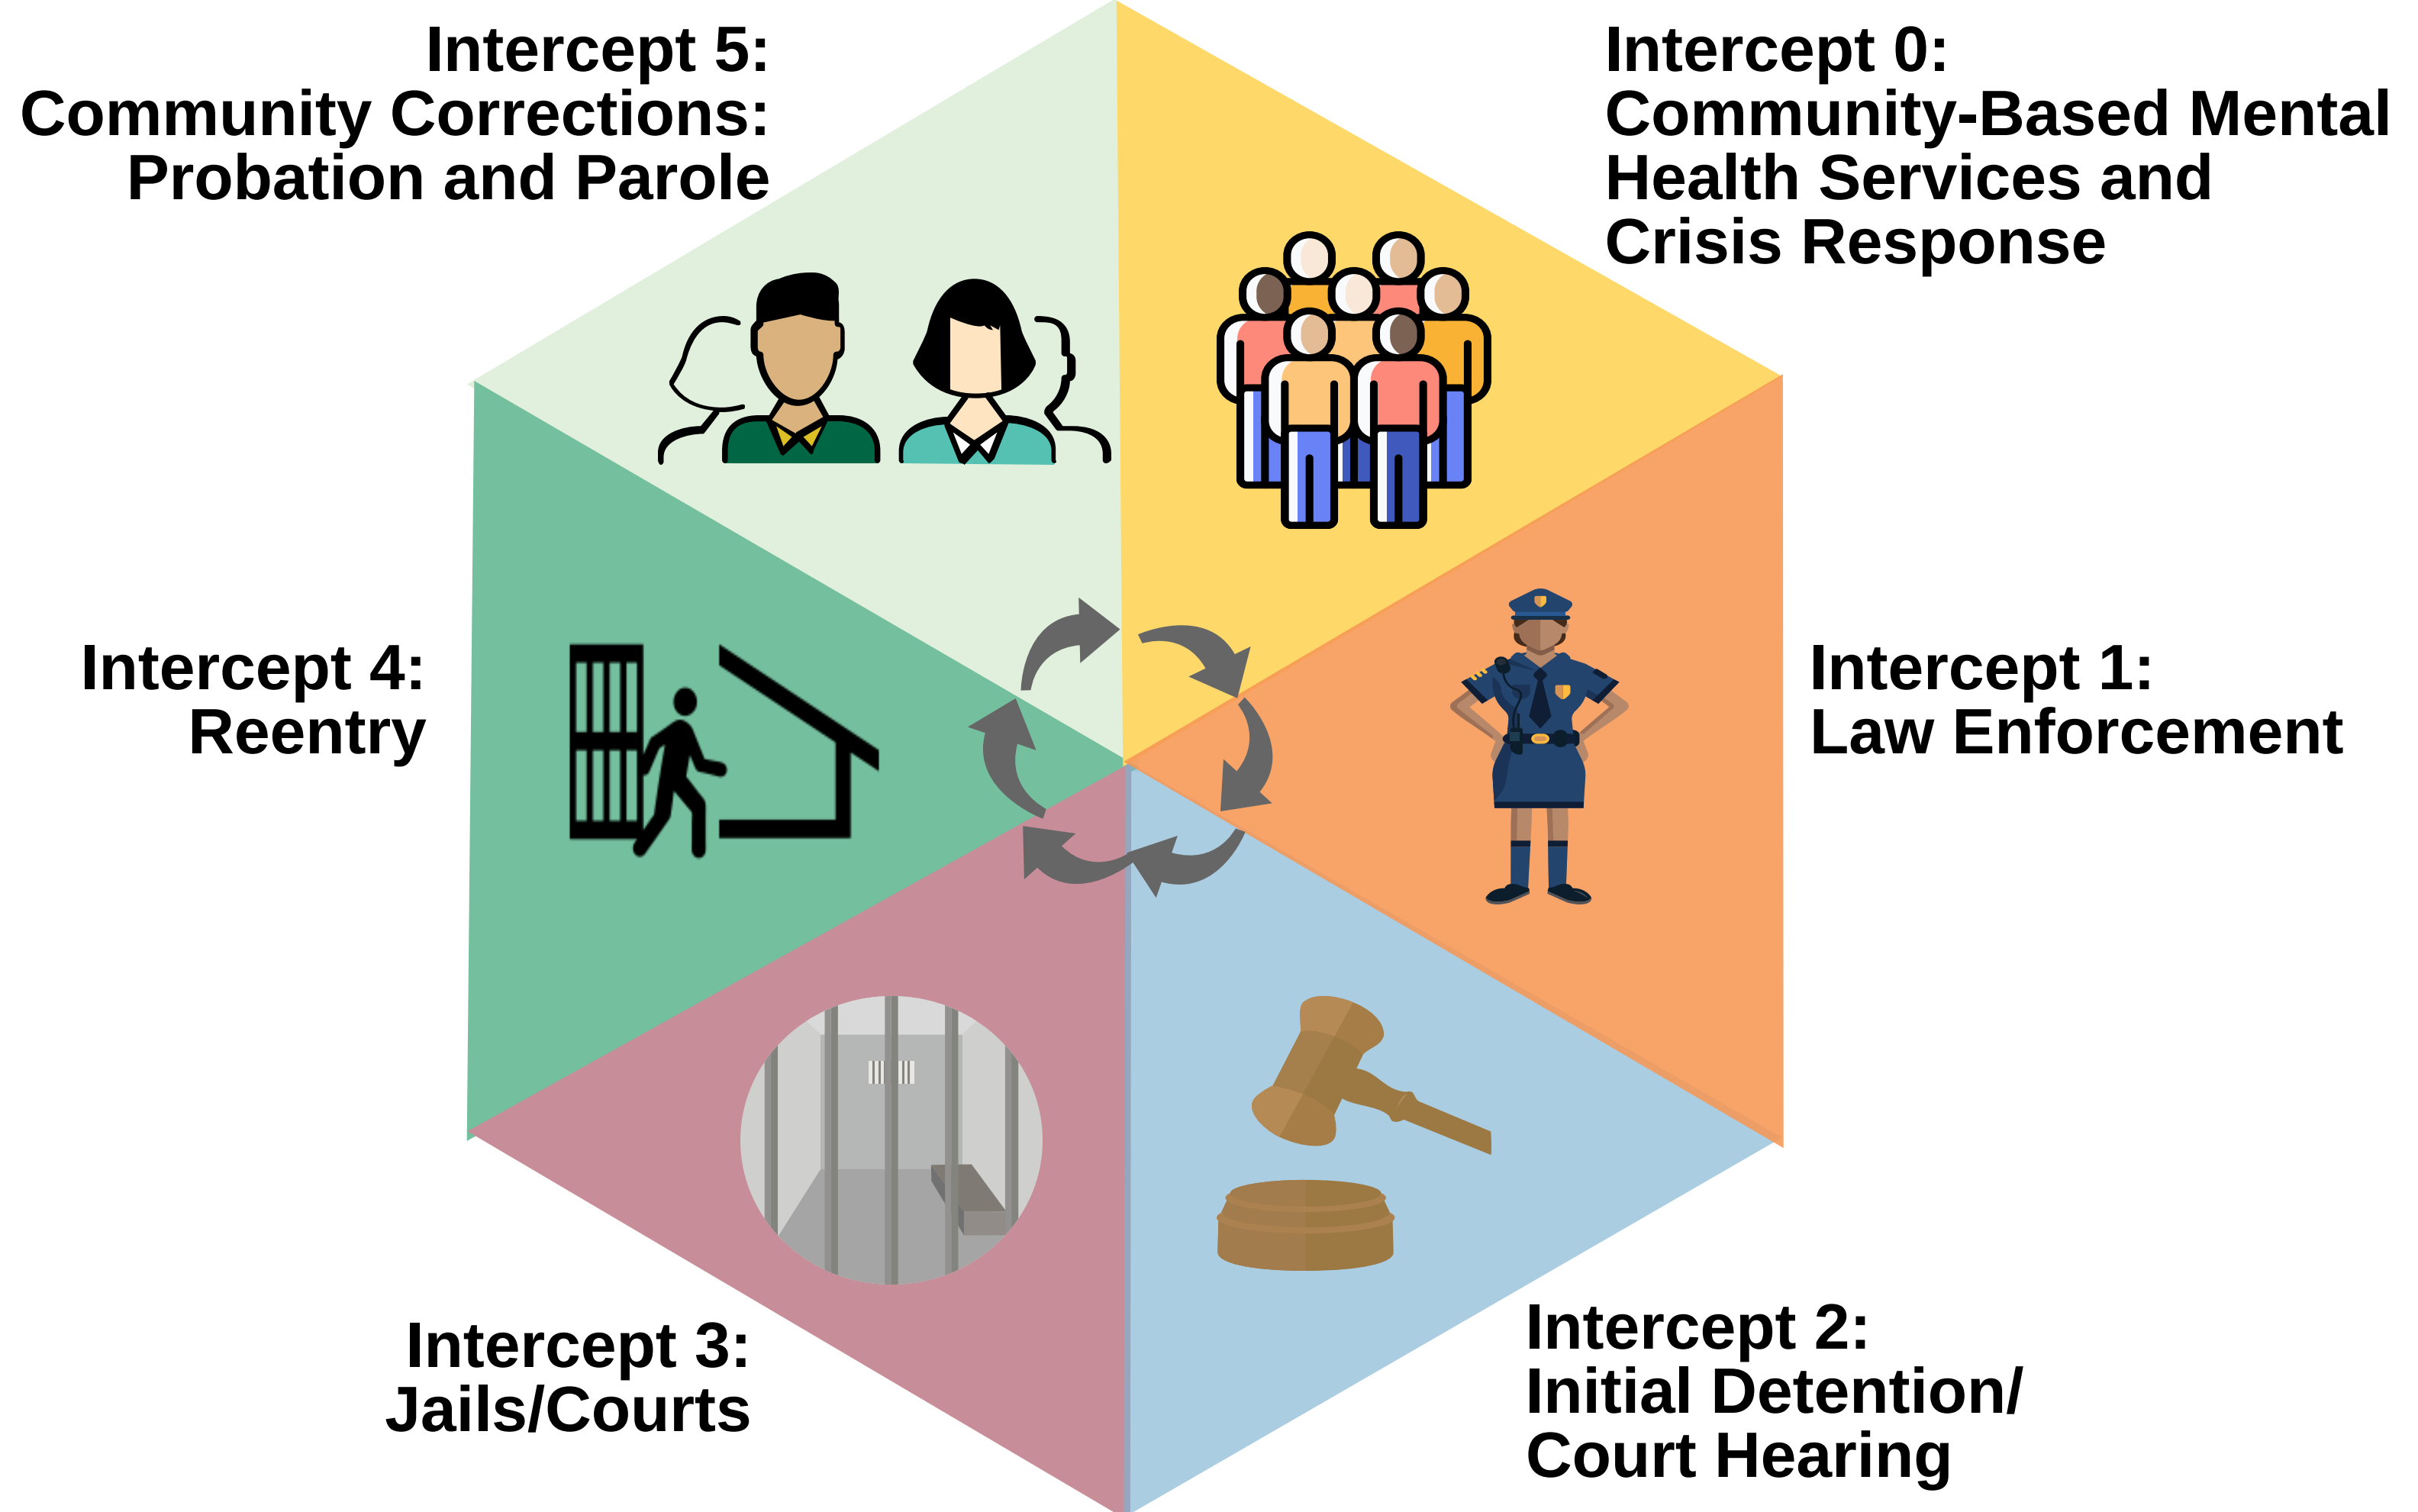 Intercept 5:
Community Corrections:
Probation and Parole
Intercept 0:
Community-Based Mental
Health Services and
Crisis Response
Intercept 4:
Reentry
Intercept 1:
Law Enforcement
Intercept 3:
Jails/Courts
Intercept 2:
Initial Detention/
Court Hearing